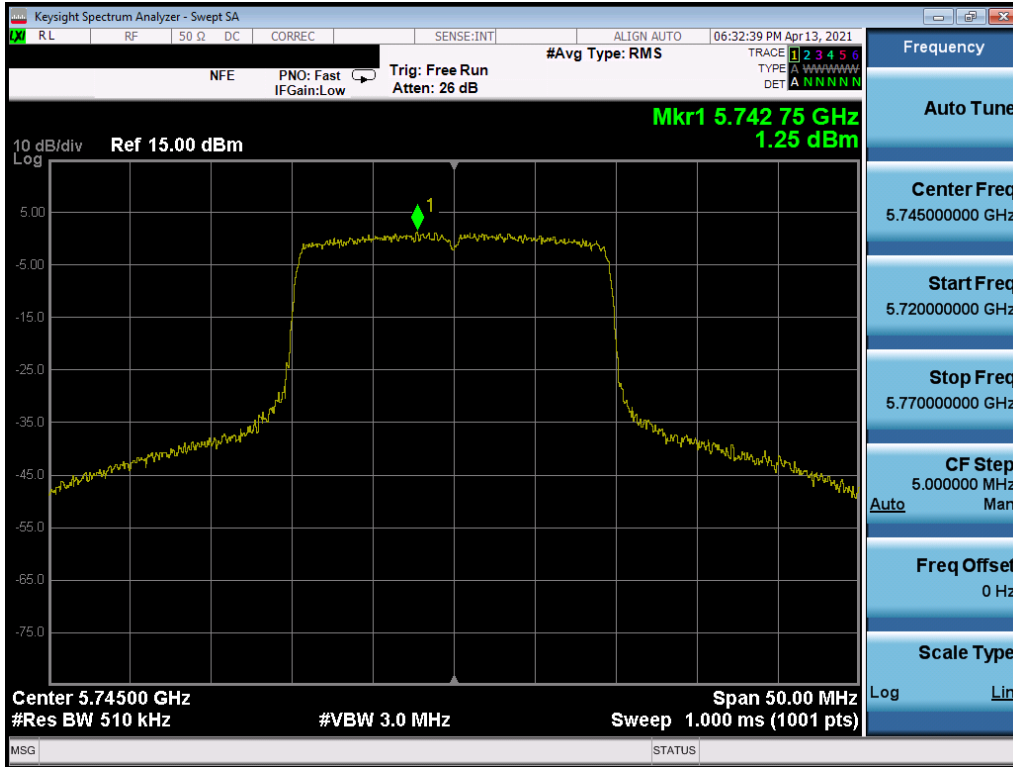 Keysight Spectrum Analyzer - Swept SA
LXI RL RF 50 Ω DC CORREC SENSE:INT ALIGN AUTO 06:32:39 PM Apr 13, 2021
NFE PNO: Fast IFGain:Low Trig: Free Run Atten: 26 dB #Avg Type: RMS
TRACE 1 2 3 4 5 6
TYPE A WWWWW
DET A N N N N N
Mkr1 5.742 75 GHz
1.25 dBm
10 dB/div Ref 15.00 dBm
Log
1
5.00
-5.00
-15.0
-25.0
-35.0
-45.0
-55.0
-65.0
-75.0
Center 5.74500 GHz Span 50.00 MHz
#Res BW 510 kHz #VBW 3.0 MHz Sweep 1.000 ms (1001 pts)
MSG STATUS
Frequency
Auto Tune
Center Freq
5.745000000 GHz
Start Freq
5.720000000 GHz
Stop Freq
5.770000000 GHz
CF Step
5.000000 MHz
Auto Man
Freq Offset
0 Hz
Scale Type
Log Lin